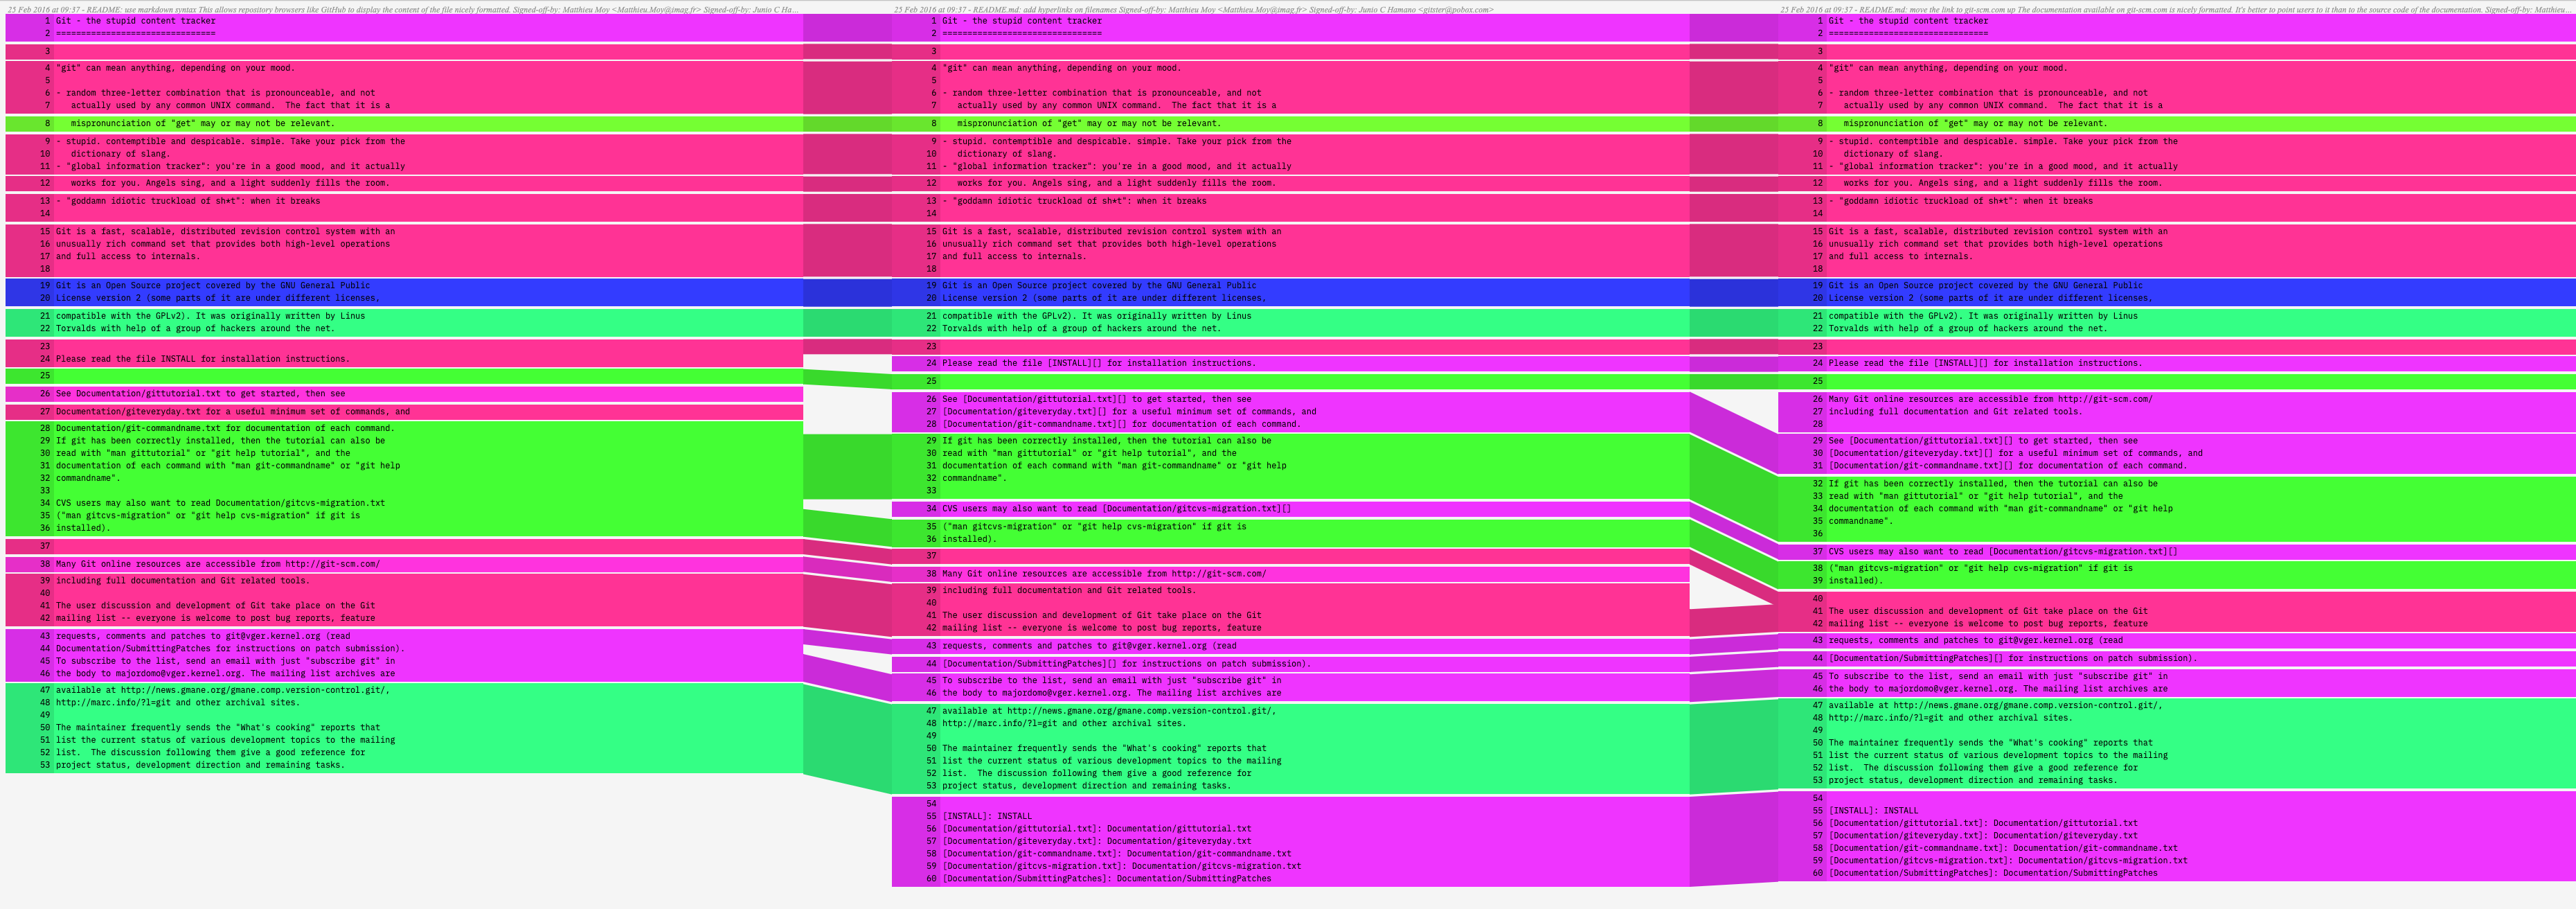 25 Feb 2016 at 09:37 - README: use markdown syntax This allows repository browsers like GitHub to display the content of the file nicely formatted. Signed-off-by: Matthieu Moy <Matthieu.Moy@imag.fr> Signed-off-by: Junio C Ha...
1 Git - the stupid content tracker
2 ================================
3
4 "git" can mean anything, depending on your mood.
5
6 - random three-letter combination that is pronounceable, and not
7 actually used by any common UNIX command.  The fact that it is a
8 mispronunciation of "get" may or may not be relevant.
9 - stupid. contemptible and despicable. simple. Take your pick from the
10 dictionary of slang.
11 - "global information tracker": you're in a good mood, and it actually
12 works for you. Angels sing, and a light suddenly fills the room.
13 - "goddamn idiotic truckload of sh*t": when it breaks
14
15 Git is a fast, scalable, distributed revision control system with an
16 unusually rich command set that provides both high-level operations
17 and full access to internals.
18
19 Git is an Open Source project covered by the GNU General Public
20 License version 2 (some parts of it are under different licenses,
21 compatible with the GPLv2). It was originally written by Linus
22 Torvalds with help of a group of hackers around the net.
23
24 Please read the file INSTALL for installation instructions.
25
26 See Documentation/gittutorial.txt to get started, then see
27 Documentation/giteveryday.txt for a useful minimum set of commands, and
28 Documentation/git-commandname.txt for documentation of each command.
29 If git has been correctly installed, then the tutorial can also be
30 read with "man gittutorial" or "git help tutorial", and the
31 documentation of each command with "man git-commandname" or "git help
32 commandname".
33
34 CVS users may also want to read Documentation/gitcvs-migration.txt
35 ("man gitcvs-migration" or "git help cvs-migration" if git is
36 installed).
37
38 Many Git online resources are accessible from http://git-scm.com/
39 including full documentation and Git related tools.
40
41 The user discussion and development of Git take place on the Git
42 mailing list -- everyone is welcome to post bug reports, feature
43 requests, comments and patches to git@vger.kernel.org (read
44 Documentation/SubmittingPatches for instructions on patch submission).
45 To subscribe to the list, send an email with just "subscribe git" in
46 the body to majordomo@vger.kernel.org. The mailing list archives are
47 available at http://news.gmane.org/gmane.comp.version-control.git/,
48 http://marc.info/?l=git and other archival sites.
49
50 The maintainer frequently sends the "What's cooking" reports that
51 list the current status of various development topics to the mailing
52 list.  The discussion following them give a good reference for
53 project status, development direction and remaining tasks.
25 Feb 2016 at 09:37 - README.md: add hyperlinks on filenames Signed-off-by: Matthieu Moy <Matthieu.Moy@imag.fr> Signed-off-by: Junio C Hamano <gitster@pobox.com>
1 Git - the stupid content tracker
2 ================================
3
4 "git" can mean anything, depending on your mood.
5
6 - random three-letter combination that is pronounceable, and not
7 actually used by any common UNIX command.  The fact that it is a
8 mispronunciation of "get" may or may not be relevant.
9 - stupid. contemptible and despicable. simple. Take your pick from the
10 dictionary of slang.
11 - "global information tracker": you're in a good mood, and it actually
12 works for you. Angels sing, and a light suddenly fills the room.
13 - "goddamn idiotic truckload of sh*t": when it breaks
14
15 Git is a fast, scalable, distributed revision control system with an
16 unusually rich command set that provides both high-level operations
17 and full access to internals.
18
19 Git is an Open Source project covered by the GNU General Public
20 License version 2 (some parts of it are under different licenses,
21 compatible with the GPLv2). It was originally written by Linus
22 Torvalds with help of a group of hackers around the net.
23
24 Please read the file [INSTALL][] for installation instructions.
25
26 See [Documentation/gittutorial.txt][] to get started, then see
27 [Documentation/giteveryday.txt][] for a useful minimum set of commands, and
28 [Documentation/git-commandname.txt][] for documentation of each command.
29 If git has been correctly installed, then the tutorial can also be
30 read with "man gittutorial" or "git help tutorial", and the
31 documentation of each command with "man git-commandname" or "git help
32 commandname".
33
34 CVS users may also want to read [Documentation/gitcvs-migration.txt][]
35 ("man gitcvs-migration" or "git help cvs-migration" if git is
36 installed).
37
38 Many Git online resources are accessible from http://git-scm.com/
39 including full documentation and Git related tools.
40
41 The user discussion and development of Git take place on the Git
42 mailing list -- everyone is welcome to post bug reports, feature
43 requests, comments and patches to git@vger.kernel.org (read
44 [Documentation/SubmittingPatches][] for instructions on patch submission).
45 To subscribe to the list, send an email with just "subscribe git" in
46 the body to majordomo@vger.kernel.org. The mailing list archives are
47 available at http://news.gmane.org/gmane.comp.version-control.git/,
48 http://marc.info/?l=git and other archival sites.
49
50 The maintainer frequently sends the "What's cooking" reports that
51 list the current status of various development topics to the mailing
52 list.  The discussion following them give a good reference for
53 project status, development direction and remaining tasks.
54
55 [INSTALL]: INSTALL
56 [Documentation/gittutorial.txt]: Documentation/gittutorial.txt
57 [Documentation/giteveryday.txt]: Documentation/giteveryday.txt
58 [Documentation/git-commandname.txt]: Documentation/git-commandname.txt
59 [Documentation/gitcvs-migration.txt]: Documentation/gitcvs-migration.txt
60 [Documentation/SubmittingPatches]: Documentation/SubmittingPatches
25 Feb 2016 at 09:37 - README.md: move the link to git-scm.com up The documentation available on git-scm.com is nicely formatted. It's better to point users to it than to the source code of the documentation. Signed-off-by: Matthieu...
1 Git - the stupid content tracker
2 ================================
3
4 "git" can mean anything, depending on your mood.
5
6 - random three-letter combination that is pronounceable, and not
7 actually used by any common UNIX command.  The fact that it is a
8 mispronunciation of "get" may or may not be relevant.
9 - stupid. contemptible and despicable. simple. Take your pick from the
10 dictionary of slang.
11 - "global information tracker": you're in a good mood, and it actually
12 works for you. Angels sing, and a light suddenly fills the room.
13 - "goddamn idiotic truckload of sh*t": when it breaks
14
15 Git is a fast, scalable, distributed revision control system with an
16 unusually rich command set that provides both high-level operations
17 and full access to internals.
18
19 Git is an Open Source project covered by the GNU General Public
20 License version 2 (some parts of it are under different licenses,
21 compatible with the GPLv2). It was originally written by Linus
22 Torvalds with help of a group of hackers around the net.
23
24 Please read the file [INSTALL][] for installation instructions.
25
26 Many Git online resources are accessible from http://git-scm.com/
27 including full documentation and Git related tools.
28
29 See [Documentation/gittutorial.txt][] to get started, then see
30 [Documentation/giteveryday.txt][] for a useful minimum set of commands, and
31 [Documentation/git-commandname.txt][] for documentation of each command.
32 If git has been correctly installed, then the tutorial can also be
33 read with "man gittutorial" or "git help tutorial", and the
34 documentation of each command with "man git-commandname" or "git help
35 commandname".
36
37 CVS users may also want to read [Documentation/gitcvs-migration.txt][]
38 ("man gitcvs-migration" or "git help cvs-migration" if git is
39 installed).
40
41 The user discussion and development of Git take place on the Git
42 mailing list -- everyone is welcome to post bug reports, feature
43 requests, comments and patches to git@vger.kernel.org (read
44 [Documentation/SubmittingPatches][] for instructions on patch submission).
45 To subscribe to the list, send an email with just "subscribe git" in
46 the body to majordomo@vger.kernel.org. The mailing list archives are
47 available at http://news.gmane.org/gmane.comp.version-control.git/,
48 http://marc.info/?l=git and other archival sites.
49
50 The maintainer frequently sends the "What's cooking" reports that
51 list the current status of various development topics to the mailing
52 list.  The discussion following them give a good reference for
53 project status, development direction and remaining tasks.
54
55 [INSTALL]: INSTALL
56 [Documentation/gittutorial.txt]: Documentation/gittutorial.txt
57 [Documentation/giteveryday.txt]: Documentation/giteveryday.txt
58 [Documentation/git-commandname.txt]: Documentation/git-commandname.txt
59 [Documentation/gitcvs-migration.txt]: Documentation/gitcvs-migration.txt
60 [Documentation/SubmittingPatches]: Documentation/SubmittingPatches